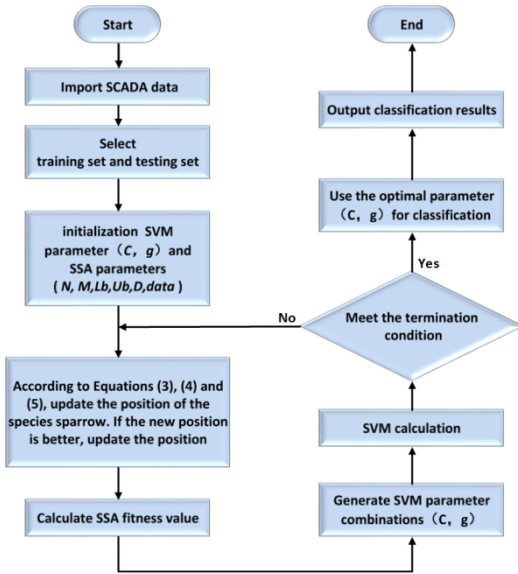 Start
Import SCADA data
Select
training set and testing set
initialization SVM
parameter（C, g）and
SSA parameters
( N, M,Lb,Ub,D,data )
According to Equations (3), (4) and
(5), update the position of the
species sparrow. If the new position
is better, update the position
Calculate SSA fitness value
Generate SVM parameter
combinations（C, g）
SVM calculation
Meet the termination
condition
No
Yes
Use the optimal parameter
（C, g）for classification
Output classification results
End